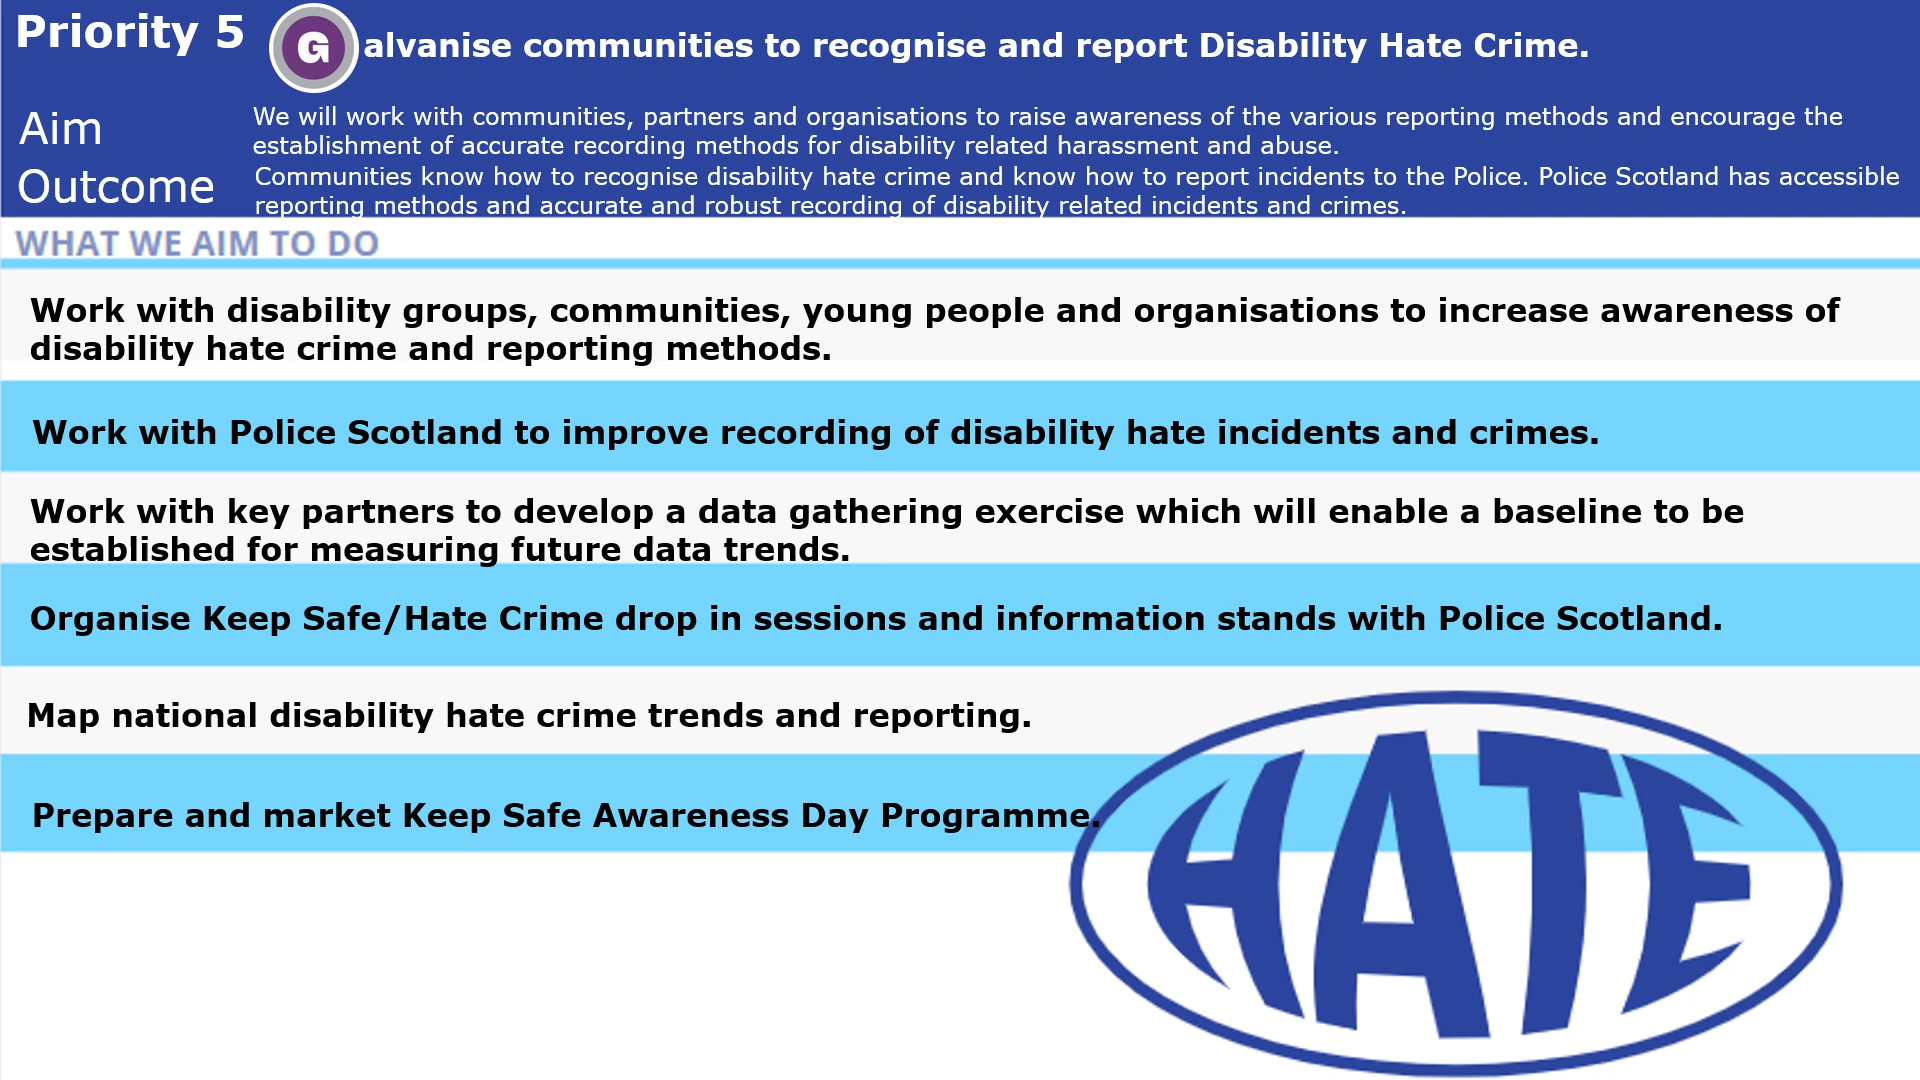 Priority 5
Galvanise communities to recognise and report Disability Hate Crime.
Aim
We will work with communities, partners and organisations to raise awareness of the various reporting methods and encourage the
establishment of accurate recording methods for disability related harassment and abuse.
Outcome
Communities know how to recognise disability hate crime and know how to report incidents to the Police. Police Scotland has accessible
reporting methods and accurate and robust recording of disability related incidents and crimes.
WHAT WE AIM TO DO
Work with disability groups, communities, young people and organisations to increase awareness of
disability hate crime and reporting methods.
Work with Police Scotland to improve recording of disability hate incidents and crimes.
Work with key partners to develop a data gathering exercise which will enable a baseline to be
established for measuring future data trends.
Organise Keep Safe/Hate Crime drop in sessions and information stands with Police Scotland.
Map national disability hate crime trends and reporting.
Prepare and market Keep Safe Awareness Day Programme.
HATE